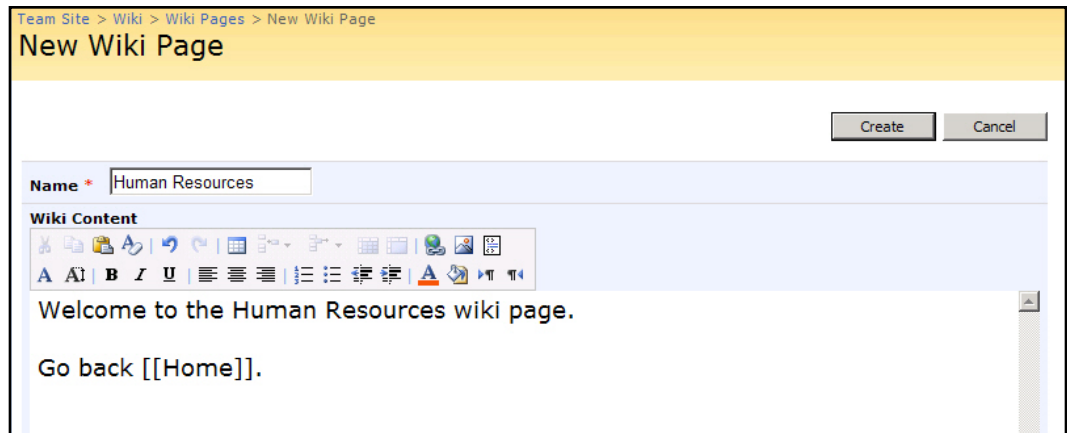 Team Site > Wiki > Wiki Pages > New Wiki Page
New Wiki Page
Create Cancel
Name * Human Resources
Wiki Content
A A B I U A
Welcome to the Human Resources wiki page.
Go back [[Home]].